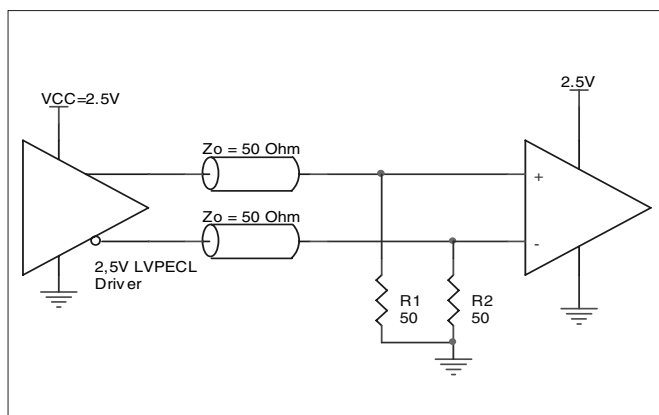 VCC=2.5V
2.5V
Zo = 50 Ohm
+
Zo = 50 Ohm
-
2,5V LVPECL
Driver
R1
50
R2
50